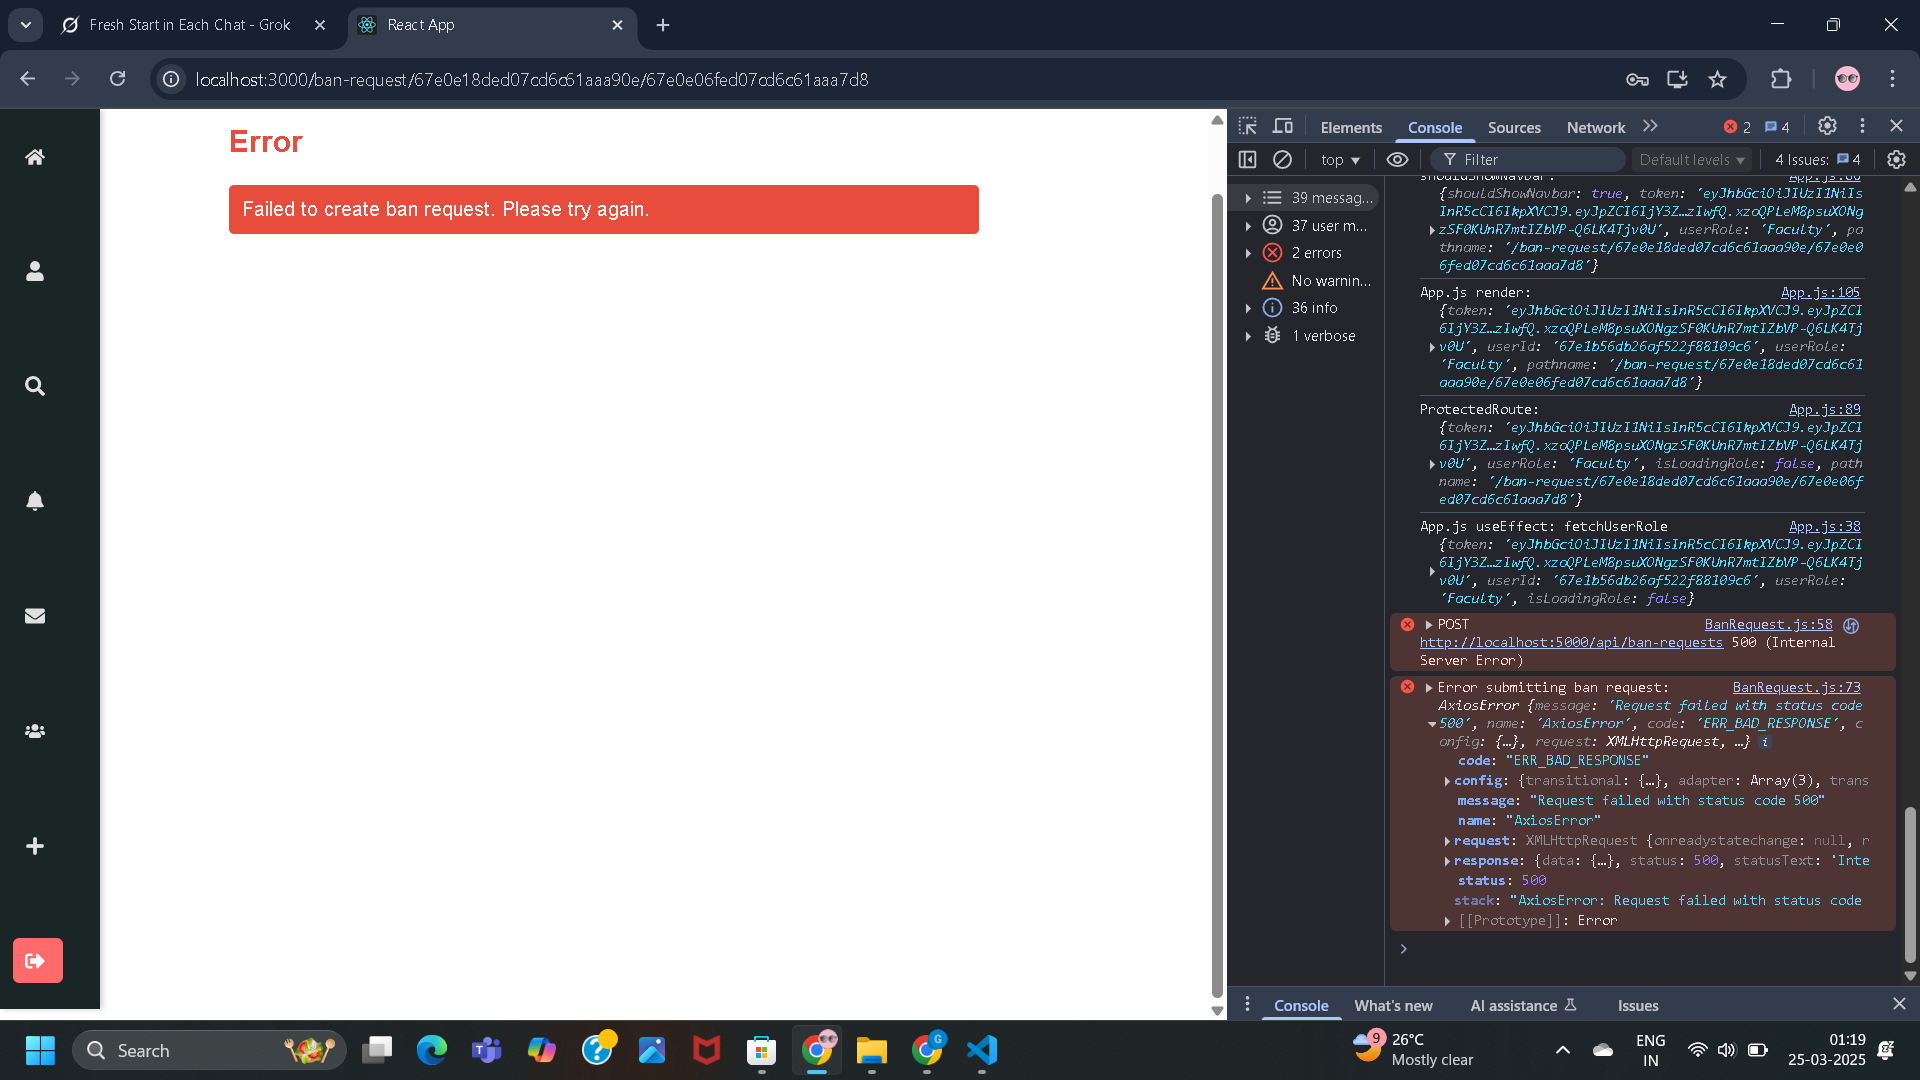 Fresh Start in Each Chat - Grok
React App
localhost:3000/ban-request/67e0e18ded07cd6c61aaa90e/67e0e06fed07cd6c61aaa7d8
Error
Failed to create ban request. Please try again.
Elements
Console
Sources
Network
2
4
top
Filter
Default levels
4 Issues:
4
39 messag...
37 user m...
2 errors
No warnin...
36 info
1 verbose
shouldShowNavbar:
{shouldShowNavbar: true, token: 'eyJhbGciOiJIUzI1NiIs
InR5cCI6IkpXVCJ9.eyJpZCI6IjY3Z…zIwfQ.xzoQPLeM8psuXONg
zSF0KUnR7mtIZbVP-Q6LK4Tjv0U', userRole: 'Faculty', pa
thname: '/ban-request/67e0e18ded07cd6c61aaa90e/67e0e0
6fed07cd6c61aaa7d8'}
App.js render:
App.js:105
{token: 'eyJhbGciOiJIUzI1NiIsInR5cCI6IkpXVCJ9.eyJpZCI
6IjY3Z…zIwfQ.xzoQPLeM8psuXONgzSF0KUnR7mtIZbVP-Q6LK4Tj
v0U', userId: '67e1b56db26af522f88109c6', userRole:
'Faculty', pathname: '/ban-request/67e0e18ded07cd6c61
aaa90e/67e0e06fed07cd6c61aaa7d8'}
ProtectedRoute:
App.js:89
{token: 'eyJhbGciOiJIUzI1NiIsInR5cCI6IkpXVCJ9.eyJpZCI
6IjY3Z…zIwfQ.xzoQPLeM8psuXONgzSF0KUnR7mtIZbVP-Q6LK4Tj
v0U', userRole: 'Faculty', isLoadingRole: false, path
name: '/ban-request/67e0e18ded07cd6c61aaa90e/67e0e06f
ed07cd6c61aaa7d8'}
App.js useEffect: fetchUserRole
App.js:38
{token: 'eyJhbGciOiJIUzI1NiIsInR5cCI6IkpXVCJ9.eyJpZCI
6IjY3Z…zIwfQ.xzoQPLeM8psuXONgzSF0KUnR7mtIZbVP-Q6LK4Tj
v0U', userId: '67e1b56db26af522f88109c6', userRole:
'Faculty', isLoadingRole: false}
POST
BanRequest.js:58
http://localhost:5000/api/ban-requests 500 (Internal
Server Error)
Error submitting ban request:
BanRequest.js:73
AxiosError {message: 'Request failed with status code
500', name: 'AxiosError', code: 'ERR_BAD_RESPONSE', c
onfig: {…}, request: XMLHttpRequest, …}
code: "ERR_BAD_RESPONSE"
config: {transitional: {…}, adapter: Array(3), trans
message: "Request failed with status code 500"
name: "AxiosError"
request: XMLHttpRequest {onreadystatechange: null, r
response: {data: {…}, status: 500, statusText: 'Inte
status: 500
stack: "AxiosError: Request failed with status code
[[Prototype]]: Error
Console
What's new
AI assistance
Issues
Search
9
26°C
Mostly clear
ENG
IN
01:19
25-03-2025